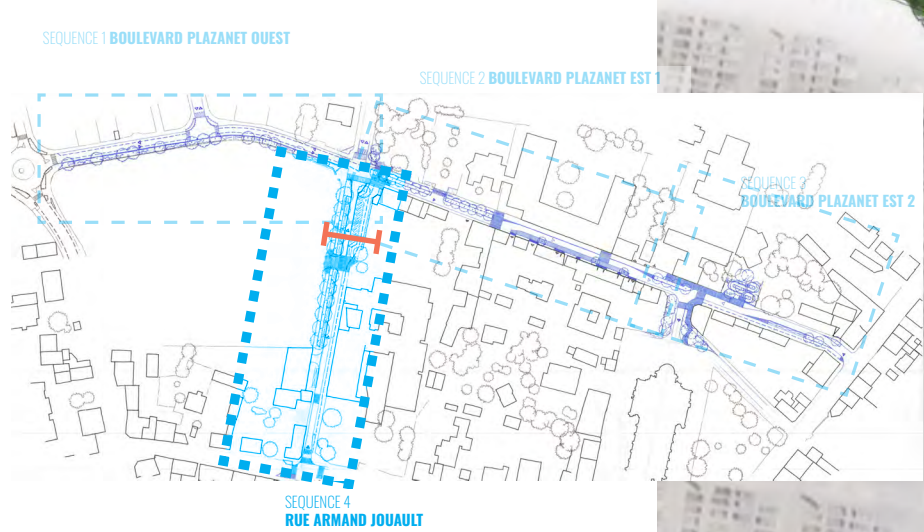 SEQUENCE 1 BOULEVARD PLAZANET OUEST
SEQUENCE 2 BOULEVARD PLAZANET EST 1
SEQUENCE 3
BOULEVARD PLAZANET EST 2
SEQUENCE 4
RUE ARMAND JOUAULT